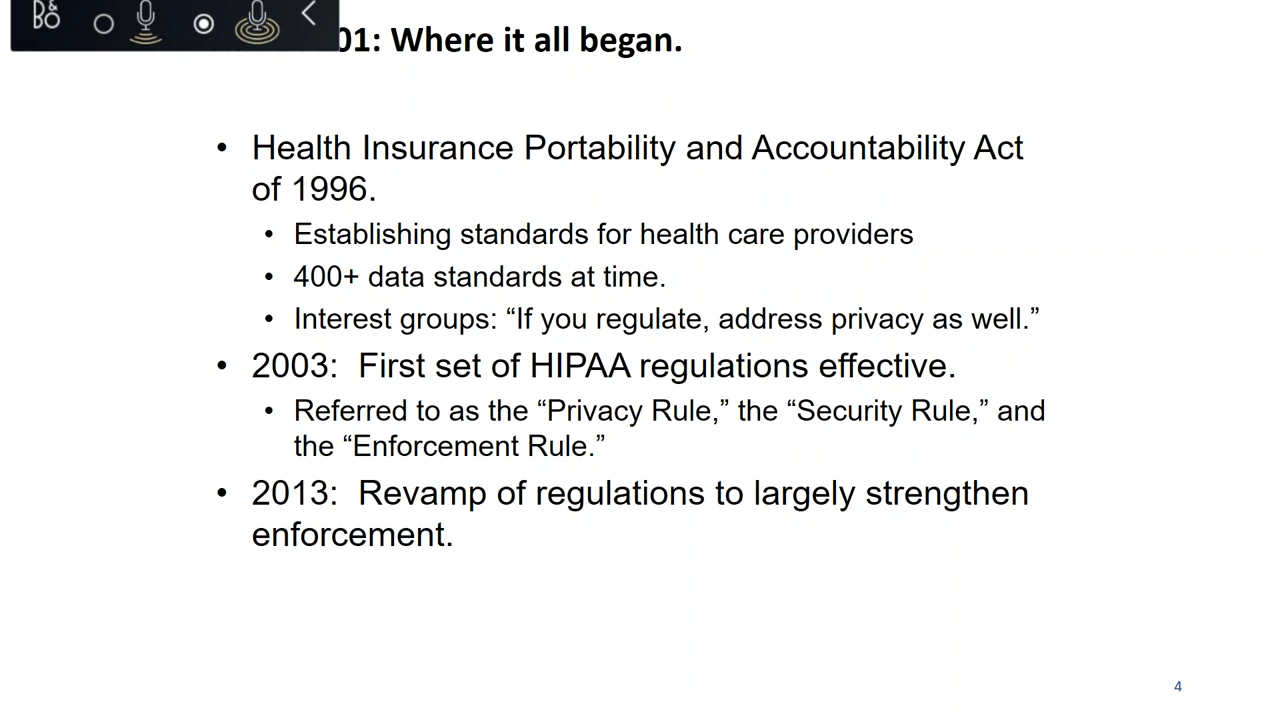 B&O
01: Where it all began.
• Health Insurance Portability and Accountability Act
of 1996.
• Establishing standards for health care providers
• 400+ data standards at time.
• Interest groups: “If you regulate, address privacy as well.”
• 2003:  First set of HIPAA regulations effective.
• Referred to as the “Privacy Rule,” the “Security Rule,” and
the “Enforcement Rule.”
• 2013:  Revamp of regulations to largely strengthen
enforcement.
4